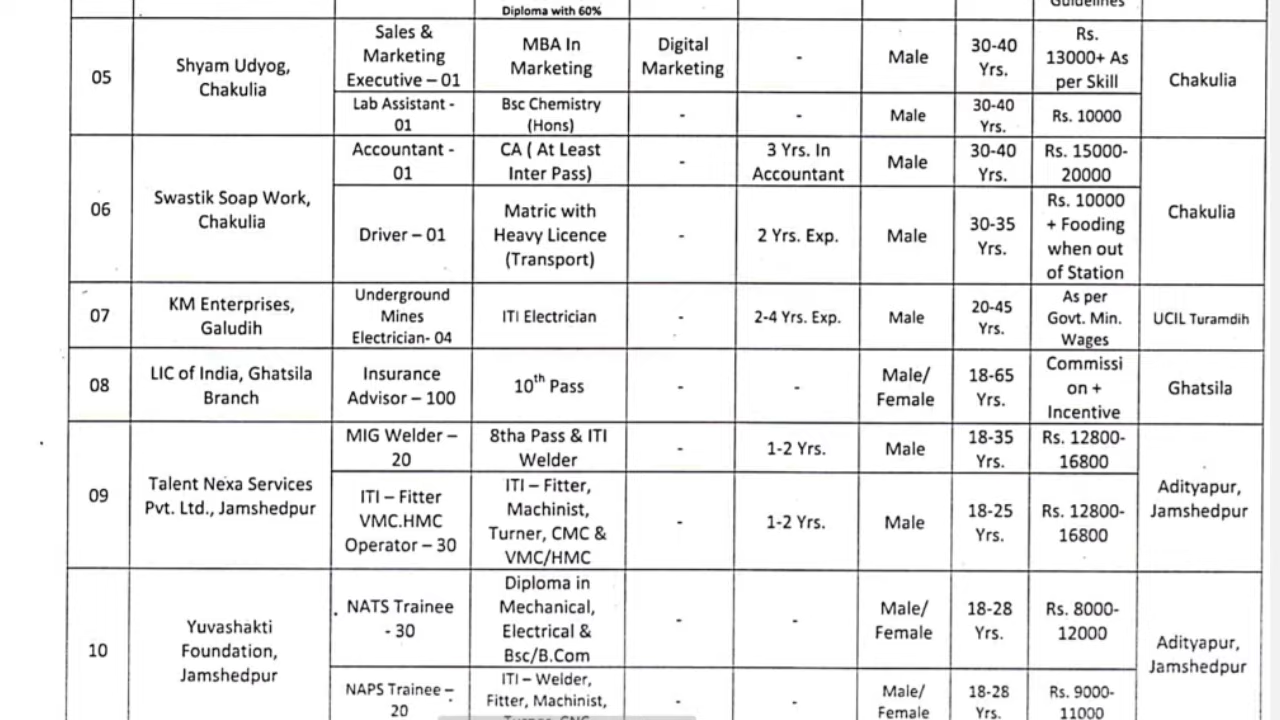 Diploma with 60%
Guidelines
05
Shyam Udyog,
Chakulia
Sales &
Marketing
Executive – 01
MBA In
Marketing
Digital
Marketing
-
Male
30-40
Yrs.
Rs.
13000+ As
per Skill
Chakulia
Lab Assistant -
01
Bsc Chemistry
(Hons)
-
-
Male
30-40
Yrs.
Rs. 10000
06
Swastik Soap Work,
Chakulia
Accountant -
01
CA ( At Least
Inter Pass)
-
3 Yrs. In
Accountant
Male
30-40
Yrs.
Rs. 15000-
20000
Chakulia
Driver – 01
Matric with
Heavy Licence
(Transport)
-
2 Yrs. Exp.
Male
30-35
Yrs.
Rs. 10000
+ Fooding
when out
of Station
07
KM Enterprises,
Galudih
Underground
Mines
Electrician- 04
ITI Electrician
-
2-4 Yrs. Exp.
Male
20-45
Yrs.
As per
Govt. Min.
Wages
UCIL Turamdih
08
LIC of India, Ghatsila
Branch
Insurance
Advisor – 100
10th Pass
-
-
Male/
Female
18-65
Yrs.
Commissi
on +
Incentive
Ghatsila
09
Talent Nexa Services
Pvt. Ltd., Jamshedpur
MIG Welder –
20
8tha Pass & ITI
Welder
-
1-2 Yrs.
Male
18-35
Yrs.
Rs. 12800-
16800
Adityapur,
Jamshedpur
ITI – Fitter
VMC.HMC
Operator – 30
ITI – Fitter,
Machinist,
Turner, CMC &
VMC/HMC
-
1-2 Yrs.
Male
18-25
Yrs.
Rs. 12800-
16800
10
Yuvashakti
Foundation,
Jamshedpur
NATS Trainee
- 30
Diploma in
Mechanical,
Electrical &
Bsc/B.Com
-
-
Male/
Female
18-28
Yrs.
Rs. 8000-
12000
Adityapur,
Jamshedpur
NAPS Trainee –
20
ITI – Welder,
Fitter, Machinist,
-
-
Male/
Female
18-28
Yrs.
Rs. 9000-
11000